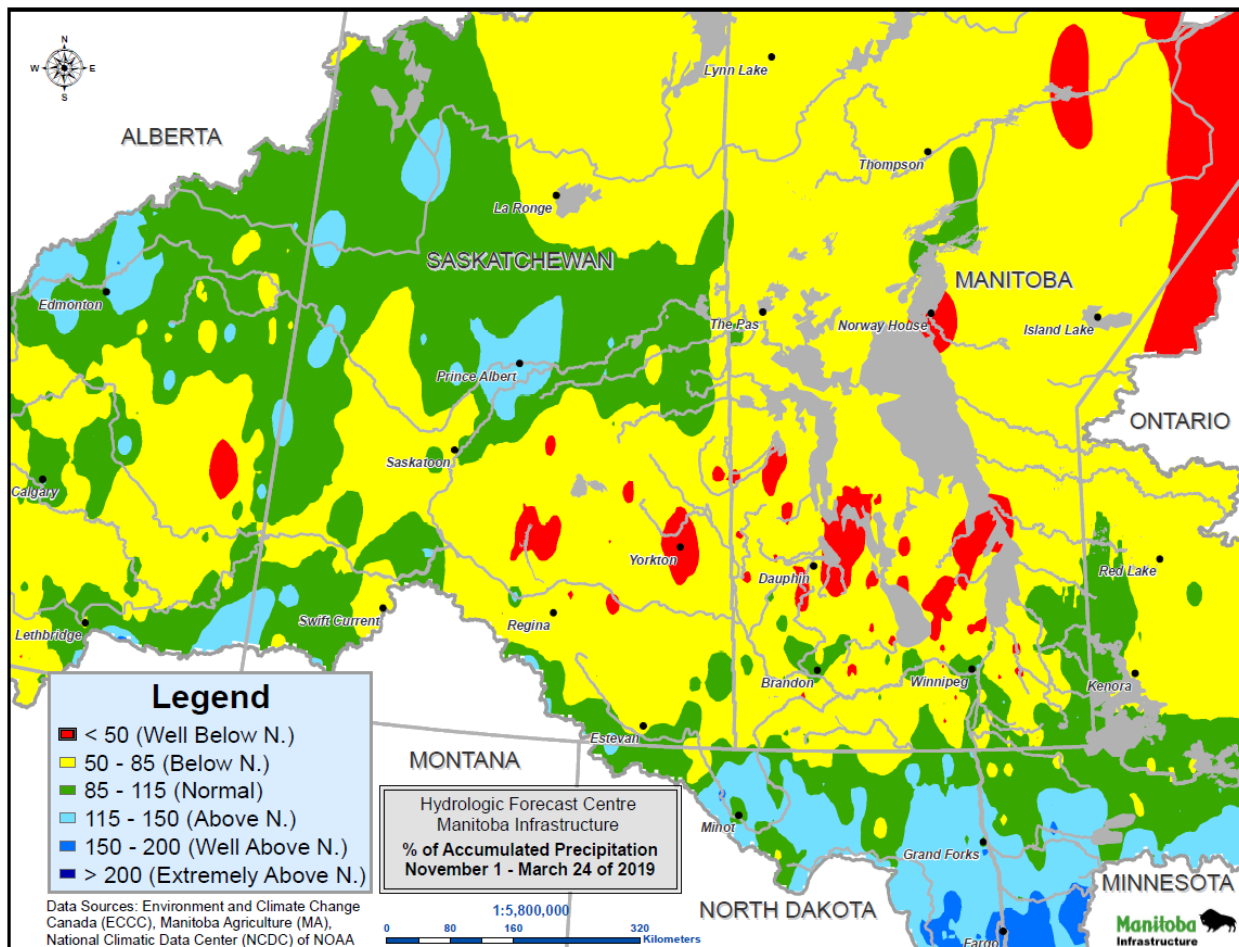 N
W E
S
Lynn Lake
ALBERTA
Thompson
La Ronge
SASKATCHEWAN
MANITOBA
Edmonton
The Pas
Norway House
Island Lake
Prince Albert
ONTARIO
Saskatoon
Calgary
Yorkton
Dauphin
Red Lake
Lethbridge
Swift Current
Regina
Brandon
Winnipeg
Kenora
Estevan
MONTANA
Minot
Grand Forks
MINNESOTA
NORTH DAKOTA
Fargo
Legend
< 50 (Well Below N.)
50 - 85 (Below N.)
85 - 115 (Normal)
115 - 150 (Above N.)
150 - 200 (Well Above N.)
> 200 (Extremely Above N.)
Hydrologic Forecast Centre
Manitoba Infrastructure
% of Accumulated Precipitation
November 1 - March 24 of 2019
Data Sources: Environment and Climate Change
Canada (ECCC), Manitoba Agriculture (MA),
National Climatic Data Center (NCDC) of NOAA
1:5,800,000
0 80 160 320
Kilometers
Manitoba
Infrastructure